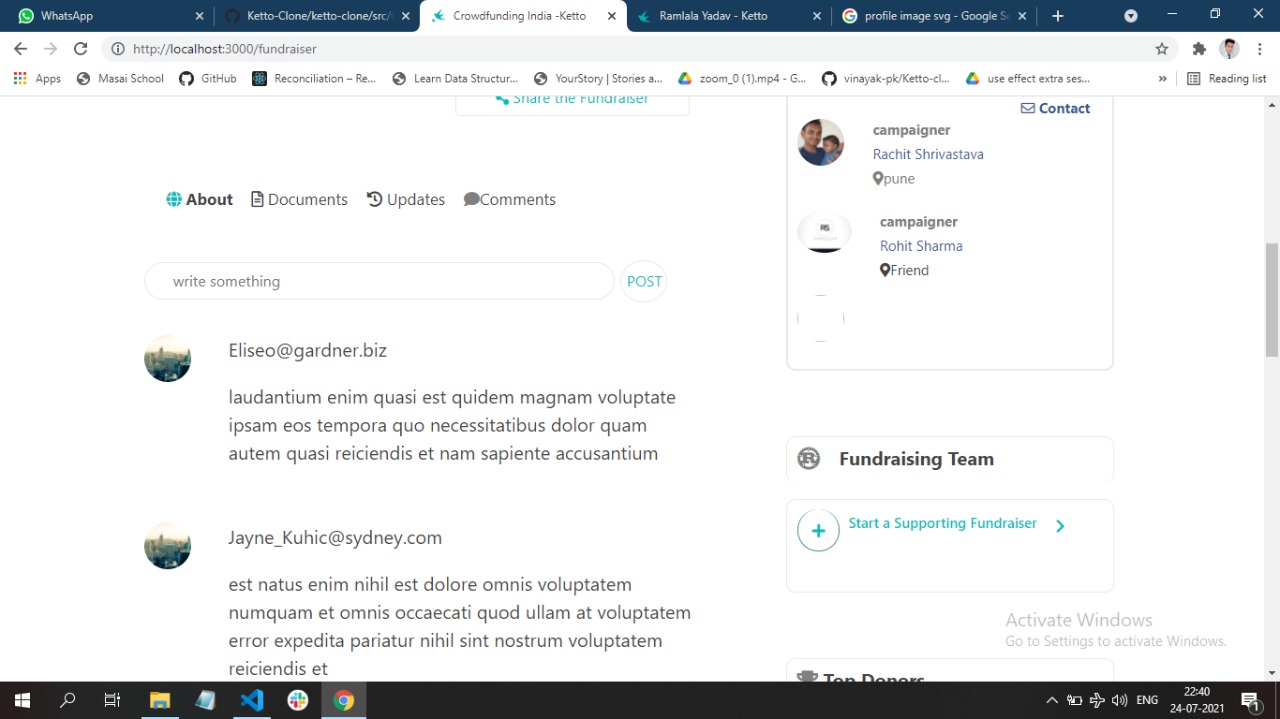 WhatsApp
Ketto-Clone/ketto-clone/src/
Crowdfunding India -Ketto
Ramlala Yadav - Ketto
profile image svg - Google Se
http://localhost:3000/fundraiser
Apps
Masai School
GitHub
Reconciliation – Re...
Learn Data Structur...
YourStory | Stories a...
zoom_0 (1).mp4 - G...
vinayak-pk/Ketto-cl...
use effect extra ses...
»
Reading list
Share the Fundraiser
Contact
campaigner
Rachit Shrivastava
pune
About
Documents
Updates
Comments
campaigner
Rohit Sharma
Friend
write something
POST
Eliseo@gardner.biz
laudantium enim quasi est quidem magnam voluptate
ipsam eos tempora quo necessitatibus dolor quam
autem quasi reiciendis et nam sapiente accusantium
Fundraising Team
Start a Supporting Fundraiser
Jayne_Kuhic@sydney.com
est natus enim nihil est dolore omnis voluptatem
numquam et omnis occaecati quod ullam at voluptatem
error expedita pariatur nihil sint nostrum voluptatem
reiciendis et
Activate Windows
Go to Settings to activate Windows.
Top Donors
ENG
22:40
24-07-2021
1